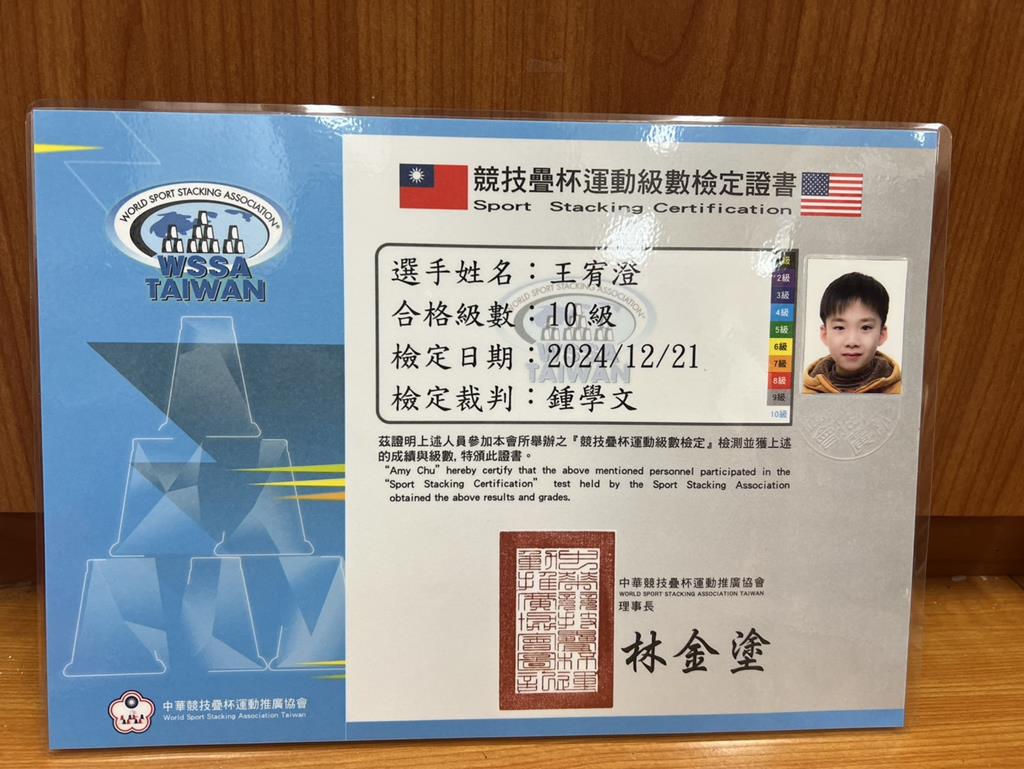 WORLD SPORT STACKING ASSOCIATION®
WSSA
TAIWAN
競技疊杯運動級數檢定證書
Sport Stacking Certification
選手姓名：王宥澄
合格級數：10級
檢定日期：2024/12/21
檢定裁判：鍾學文
2級
3級
4級
5級
6級
7級
8級
9級
10級
茲證明上述人員參加本會所舉辦之『競技疊杯運動級數檢定』檢測並獲上述
的成績與級數，特頒此證書。
“Amy Chu” hereby certify that the above mentioned personnel participated in the
“Sport Stacking Certification” test held by the Sport Stacking Association
obtained the above results and grades.
中華競技疊杯運動推廣協會
WORLD SPORT STACKING ASSOCIATION TAIWAN
理事長
林金塗
中華競技疊杯運動推廣協會
World Sport Stacking Association Taiwan